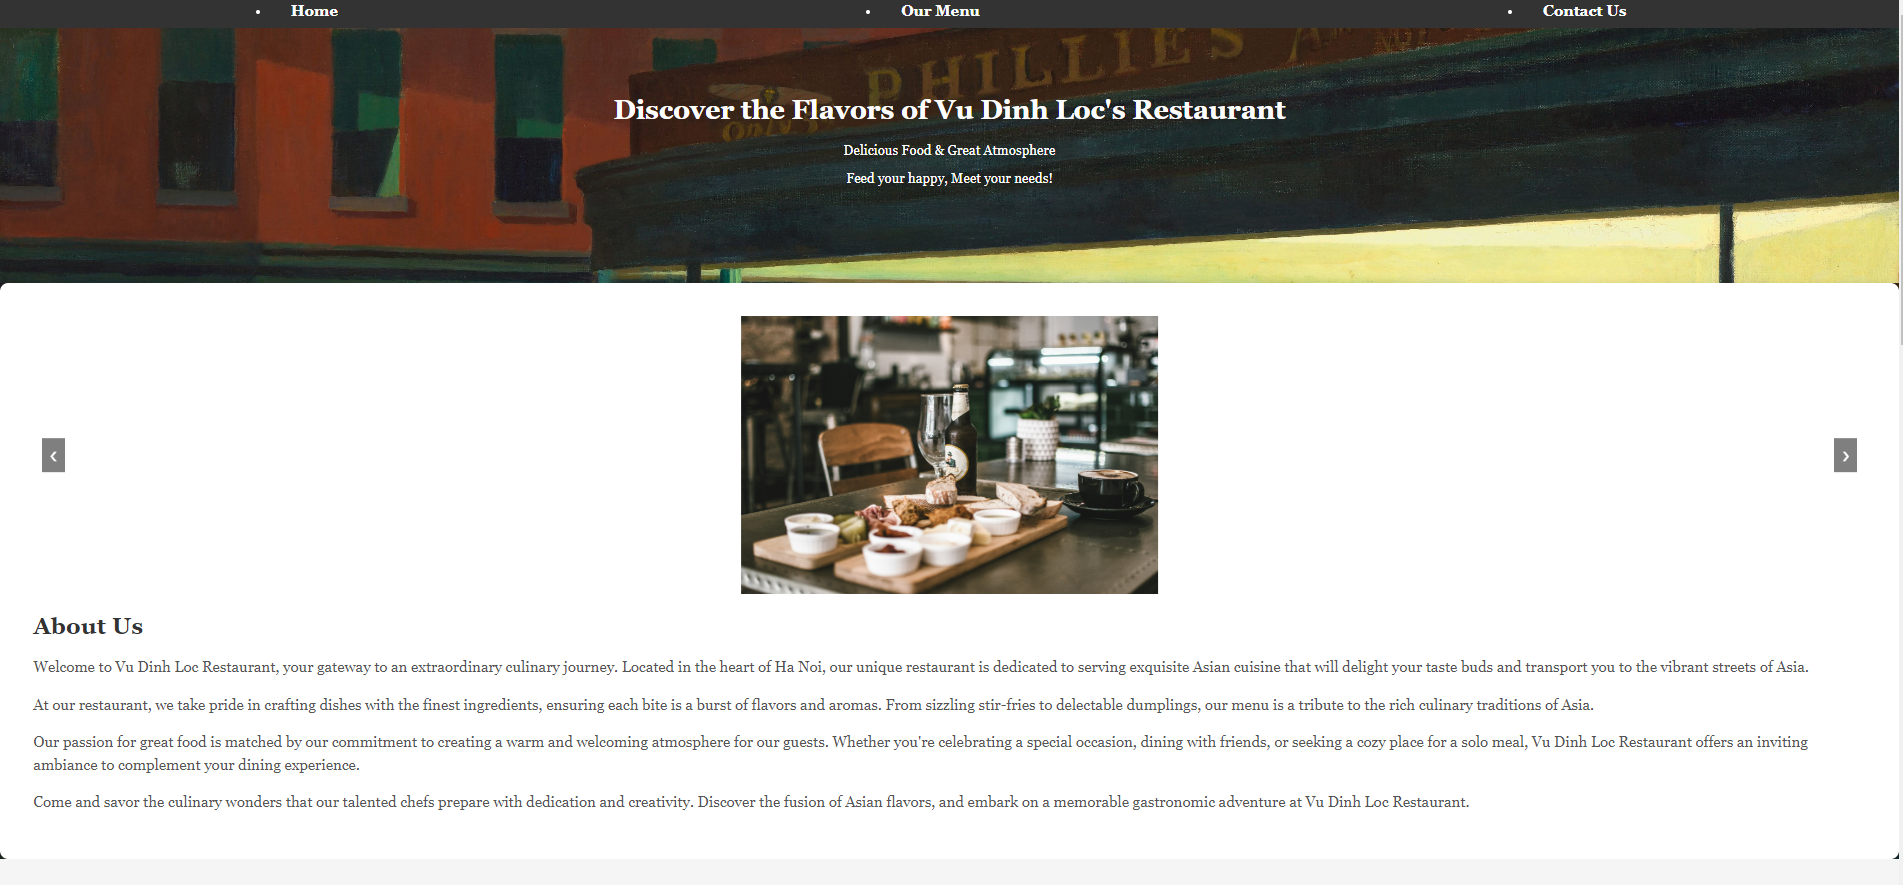 Home
Our Menu
Contact Us
PHILLIES
Discover the Flavors of Vu Dinh Loc's Restaurant
Delicious Food & Great Atmosphere
Feed your happy, Meet your needs!
‹
›
About Us
Welcome to Vu Dinh Loc Restaurant, your gateway to an extraordinary culinary journey. Located in the heart of Ha Noi, our unique restaurant is dedicated to serving exquisite Asian cuisine that will delight your taste buds and transport you to the vibrant streets of Asia.
At our restaurant, we take pride in crafting dishes with the finest ingredients, ensuring each bite is a burst of flavors and aromas. From sizzling stir-fries to delectable dumplings, our menu is a tribute to the rich culinary traditions of Asia.
Our passion for great food is matched by our commitment to creating a warm and welcoming atmosphere for our guests. Whether you're celebrating a special occasion, dining with friends, or seeking a cozy place for a solo meal, Vu Dinh Loc Restaurant offers an inviting
ambiance to complement your dining experience.
Come and savor the culinary wonders that our talented chefs prepare with dedication and creativity. Discover the fusion of Asian flavors, and embark on a memorable gastronomic adventure at Vu Dinh Loc Restaurant.